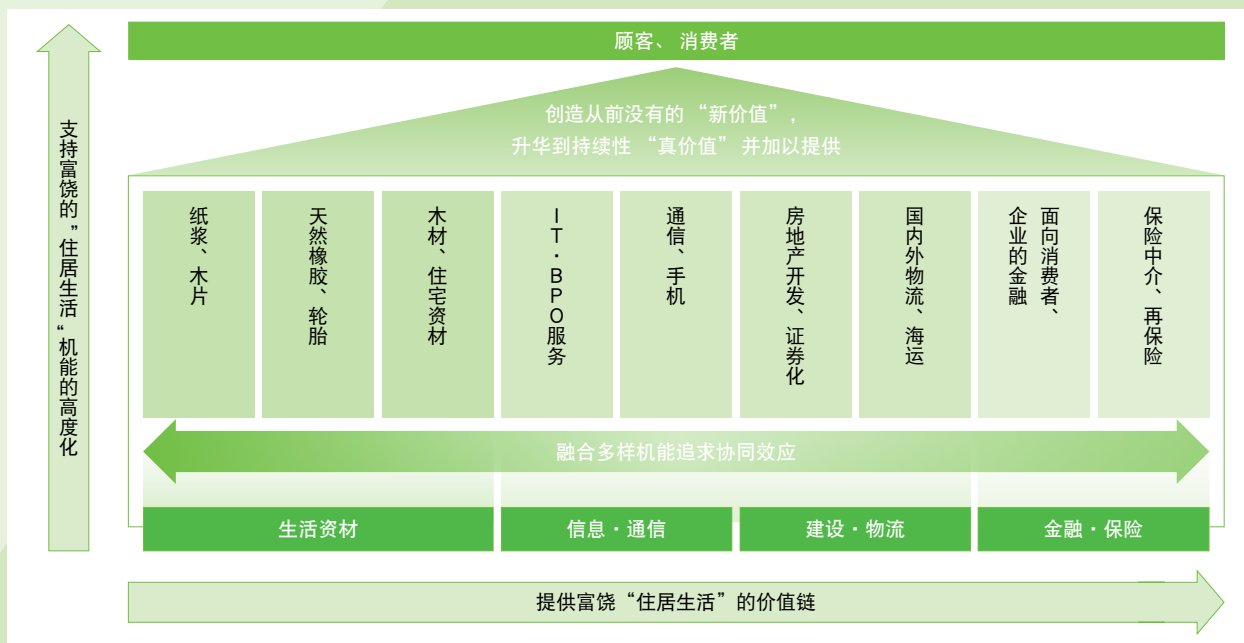 顾客、 消费者
创造从前没有的 “新价值”,
升华到持续性 “真价值” 并加以提供
支持富饶的”住居生活“机能的高度化
纸浆、木片
天然橡胶、轮胎
木材、住宅资材
IT·BPO服务
通信、手机
房地产开发、证券化
国内外物流、海运
面向消费者、
企业的金融
保险中介、再保险
融合多样机能追求协同效应
生活资材
信息·通信
建设·物流
金融·保险
提供富饶“住居生活”的价值链